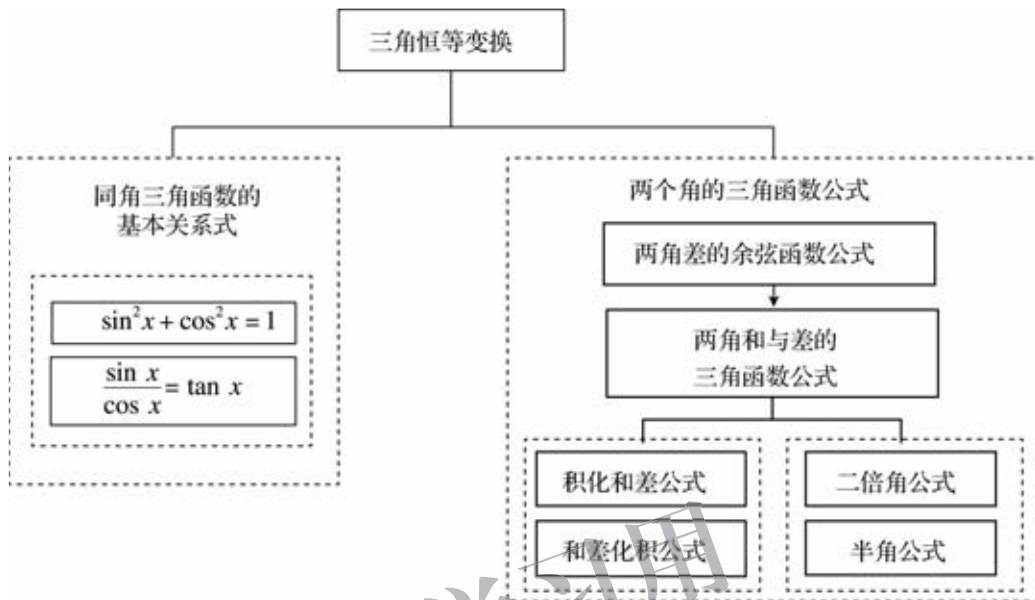 三角恒等变换
同角三角函数的
基本关系式
sin²x + cos²x = 1
sin x
cos x
= tan x
两个角的三角函数公式
两角差的余弦函数公式
两角和与差的
三角函数公式
积化和差公式
和差化积公式
二倍角公式
半角公式